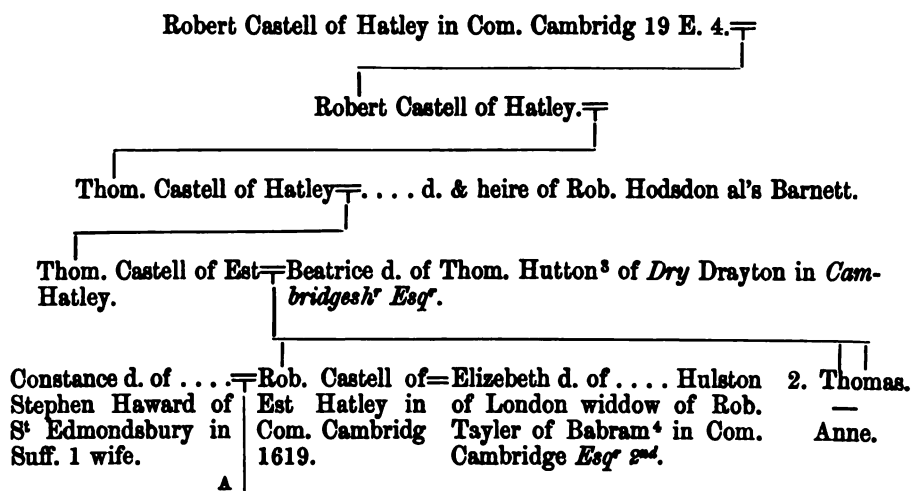 Robert Castell of Hatley in Com. Cambridg 19 E. 4.
Robert Castell of Hatley.
Thom. Castell of Hatley = . . . . d. & heire of Rob. Hodsdon al's Barnett.
Thom. Castell of Est Hatley. = Beatrice d. of Thom. Hutton³ of Dry Drayton in Cam-
bridgeshʳ Esqʳ.
Constance d. of . . . .
Stephen Haward of
Sᵗ Edmondsbury in
Suff. 1 wife.
Rob. Castell of
Est Hatley in
Com. Cambridg
1619.
Elizebeth d. of . . . . Hulston
of London widdow of Rob.
Tayler of Babram⁴ in Com.
Cambridge Esqʳ 2ⁿᵈ.
2. Thomas.
—
Anne.
A